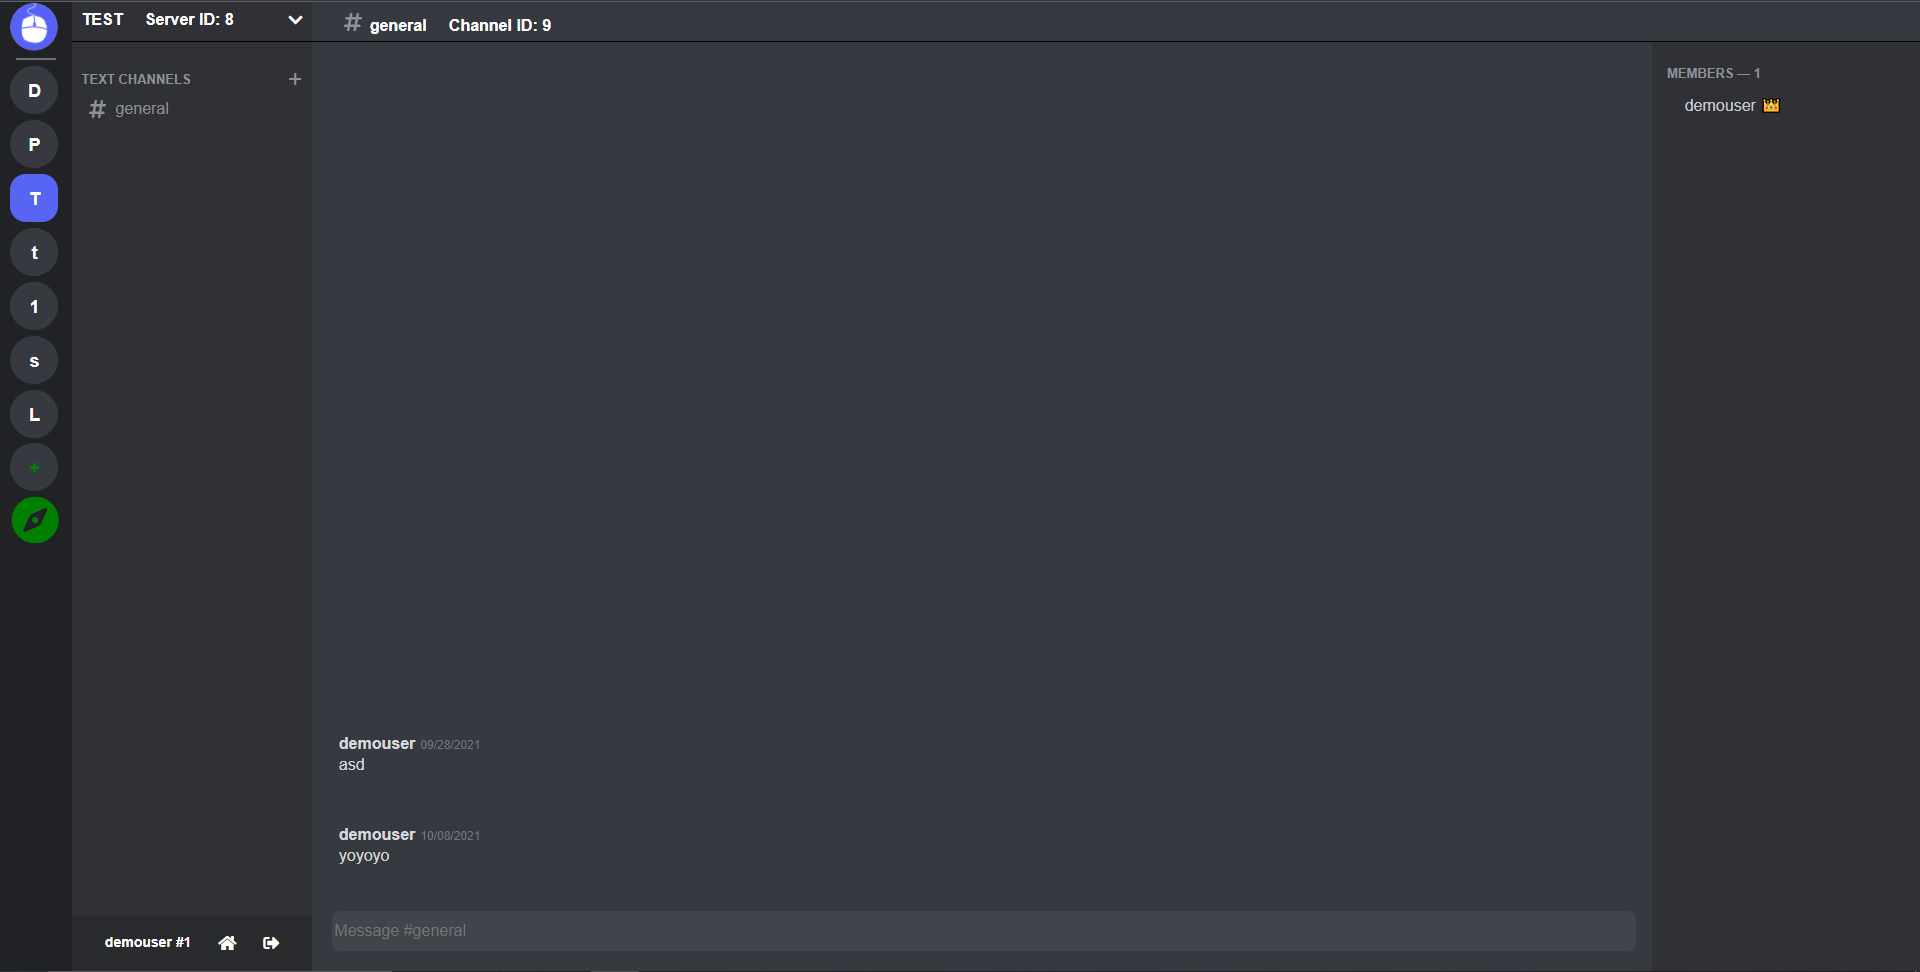 D
P
T
t
1
s
L
+
TEST Server ID: 8
TEXT CHANNELS +
# general
demouser #1
# general Channel ID: 9
demouser 09/28/2021
asd
demouser 10/08/2021
yoyoyo
Message #general
MEMBERS — 1
demouser 👑